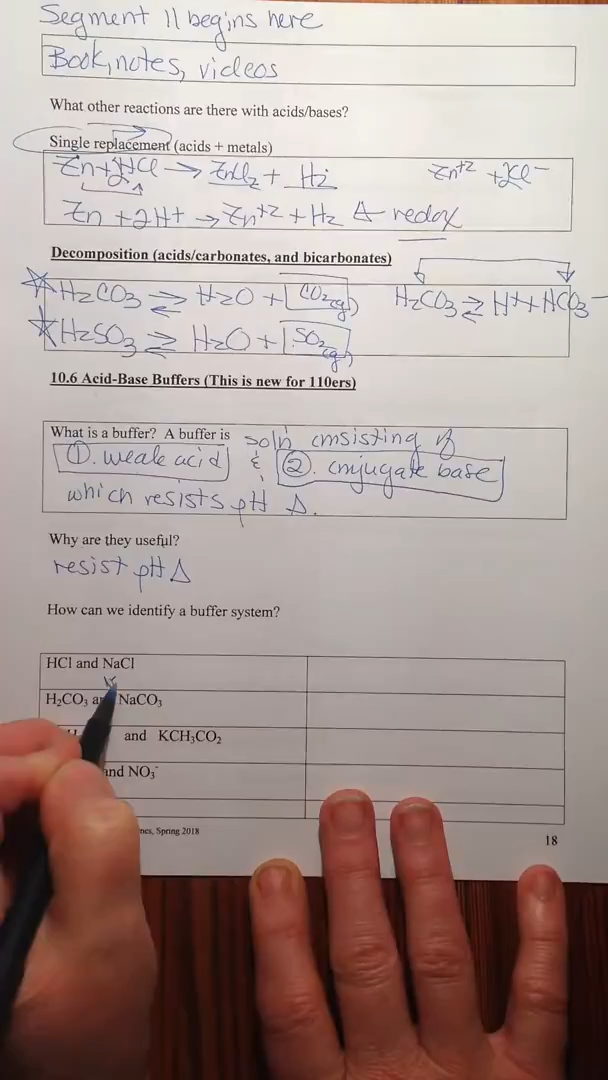 Segment 11 begins here
Book, notes, videos
What other reactions are there with acids/bases?
Single replacement (acids + metals)
Zn + 2HCl → ZnCl2 + H2 Zn+2 + 2Cl−
Zn + 2H+ → Zn+2 + H2 Δ redox
Decomposition (acids/carbonates, and bicarbonates)
☆ H2CO3 ⇌ H2O + CO2(g) H2CO3 ⇌ H+ + HCO3−
☆ H2SO3 ⇌ H2O + SO2(g)
10.6 Acid-Base Buffers (This is new for 110ers)
What is a buffer? A buffer is soln consisting of
①. weak acid & ②. conjugate base
which resists pH Δ.
Why are they useful?
resist pH Δ
How can we identify a buffer system?
HCl and NaCl
H₂CO₃ NaCO₃
and KCH₃CO₂
and NO₃⁻
Spring 2018
18